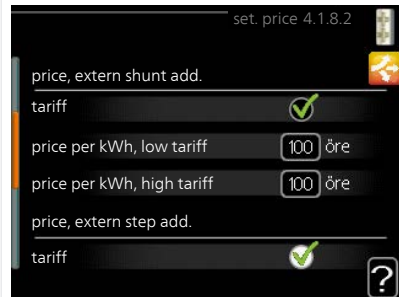 set. price 4.1.8.2
price, extern shunt add.
tariff
price per kWh, low tariff 100 öre
price per kWh, high tariff 100 öre
price, extern step add.
tariff
?